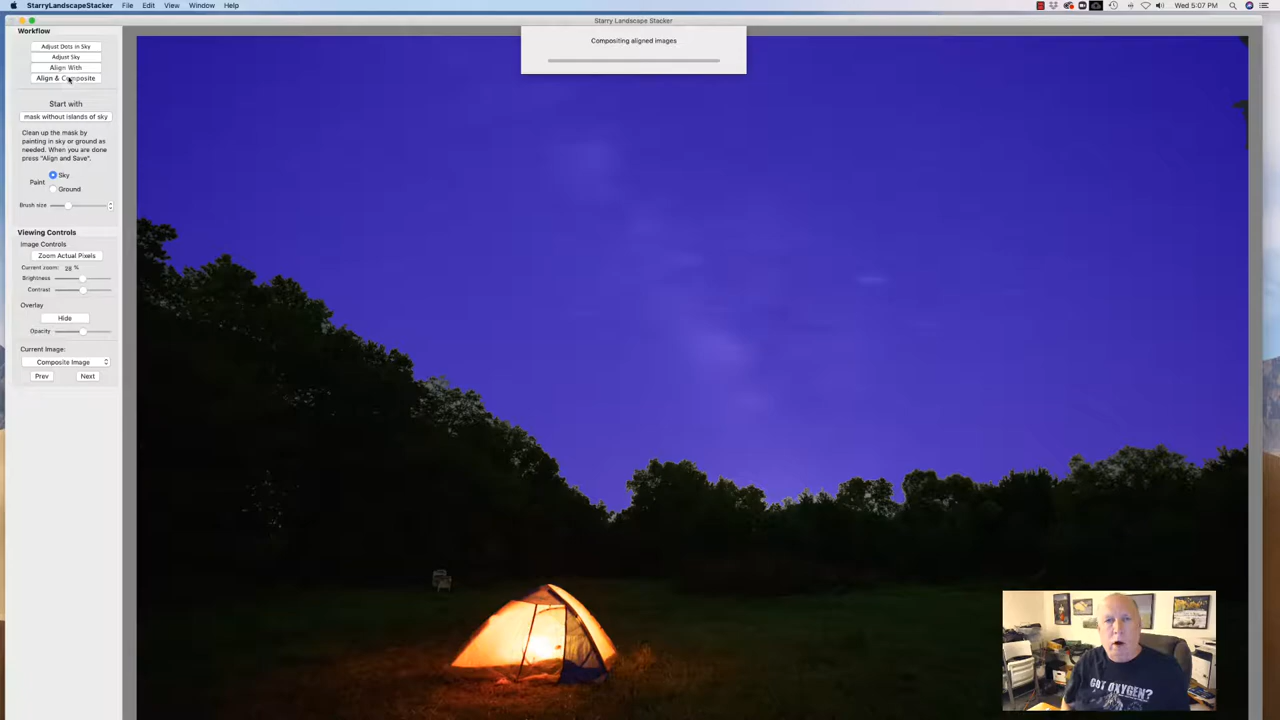 StarryLandscapeStacker File Edit View Window Help
Wed 5:07 PM
Starry Landscape Stacker
Workflow
Adjust Dots in Sky
Adjust Sky
Align With
Align & Composite
Compositing aligned images
Start with
mask without islands of sky
Clean up the mask by
painting in sky or ground as
needed. When you are done
press "Align and Save".
Sky
Paint
Ground
Brush size
Viewing Controls
Image Controls
Zoom Actual Pixels
Current zoom: 28 %
Brightness
Contrast
Overlay
Hide
Opacity
Current Image:
Composite Image
Prev Next
GOT OXYGEN?